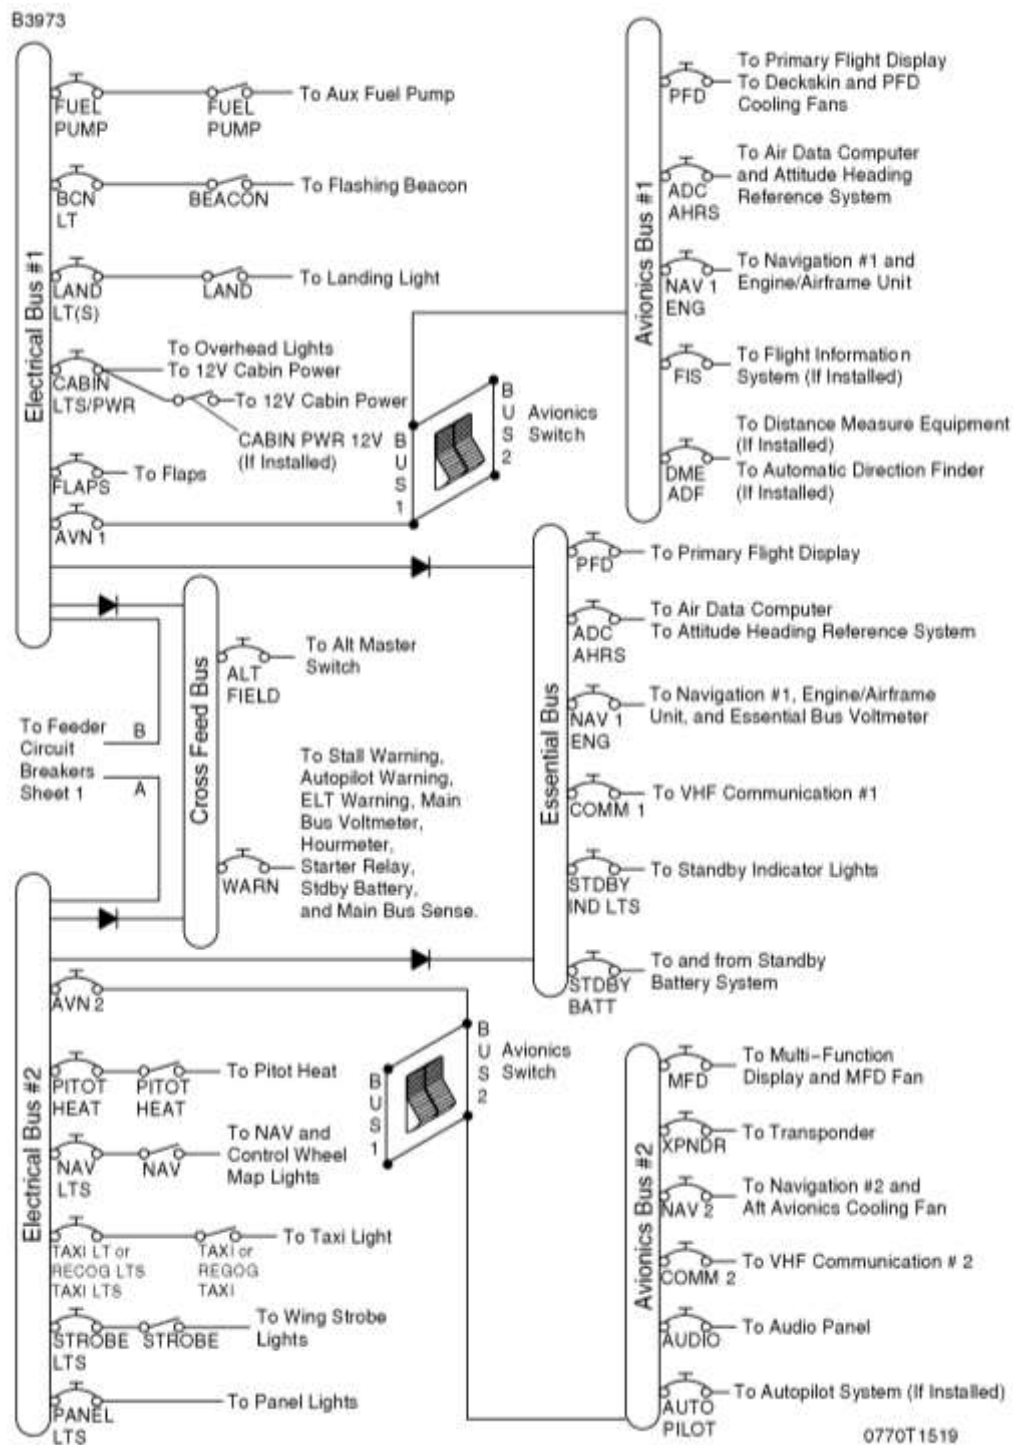 B3973
Electrical Bus #1
FUEL
PUMP
FUEL
PUMP
To Aux Fuel Pump
BCN
LT
BEACON
To Flashing Beacon
LAND
LT(S)
LAND
To Landing Light
CABIN
LTS/PWR
To Overhead Lights
To 12V Cabin Power
To 12V Cabin Power
CABIN PWR 12V
(If Installed)
FLAPS
To Flaps
AVN 1
BUS 1
BUS 2
Avionics
Switch
Avionics Bus #1
PFD
To Primary Flight Display
To Deckskin and PFD
Cooling Fans
ADC
AHRS
To Air Data Computer
and Attitude Heading
Reference System
NAV 1
ENG
To Navigation #1 and
Engine/Airframe Unit
FIS
To Flight Information
System (If Installed)
DME
ADF
To Distance Measure Equipment
(If Installed)
To Automatic Direction Finder
(If Installed)
Cross Feed Bus
ALT
FIELD
To Alt Master
Switch
To Feeder
Circuit
Breakers
Sheet 1
B
A
WARN
To Stall Warning,
Autopilot Warning,
ELT Warning, Main
Bus Voltmeter,
Hourmeter,
Starter Relay,
Stdby Battery,
and Main Bus Sense.
Essential Bus
PFD
To Primary Flight Display
ADC
AHRS
To Air Data Computer
To Attitude Heading Reference System
NAV 1
ENG
To Navigation #1, Engine/Airframe
Unit, and Essential Bus Voltmeter
COMM 1
To VHF Communication #1
STDBY
IND LTS
To Standby Indicator Lights
STDBY
BATT
To and from Standby
Battery System
Electrical Bus #2
AVN 2
PITOT
HEAT
PITOT
HEAT
To Pitot Heat
NAV
LTS
NAV
To NAV and
Control Wheel
Map Lights
TAXI LT or
RECOG LTS
TAXI LTS
TAXI or
REGOG
TAXI
To Taxi Light
STROBE
LTS
STROBE
To Wing Strobe
Lights
PANEL
LTS
To Panel Lights
BUS 1
BUS 2
Avionics
Switch
Avionics Bus #2
MFD
To Multi-Function
Display and MFD Fan
XPNDR
To Transponder
NAV 2
To Navigation #2 and
Aft Avionics Cooling Fan
COMM 2
To VHF Communication # 2
AUDIO
To Audio Panel
AUTO
PILOT
To Autopilot System (If Installed)
0770T1519